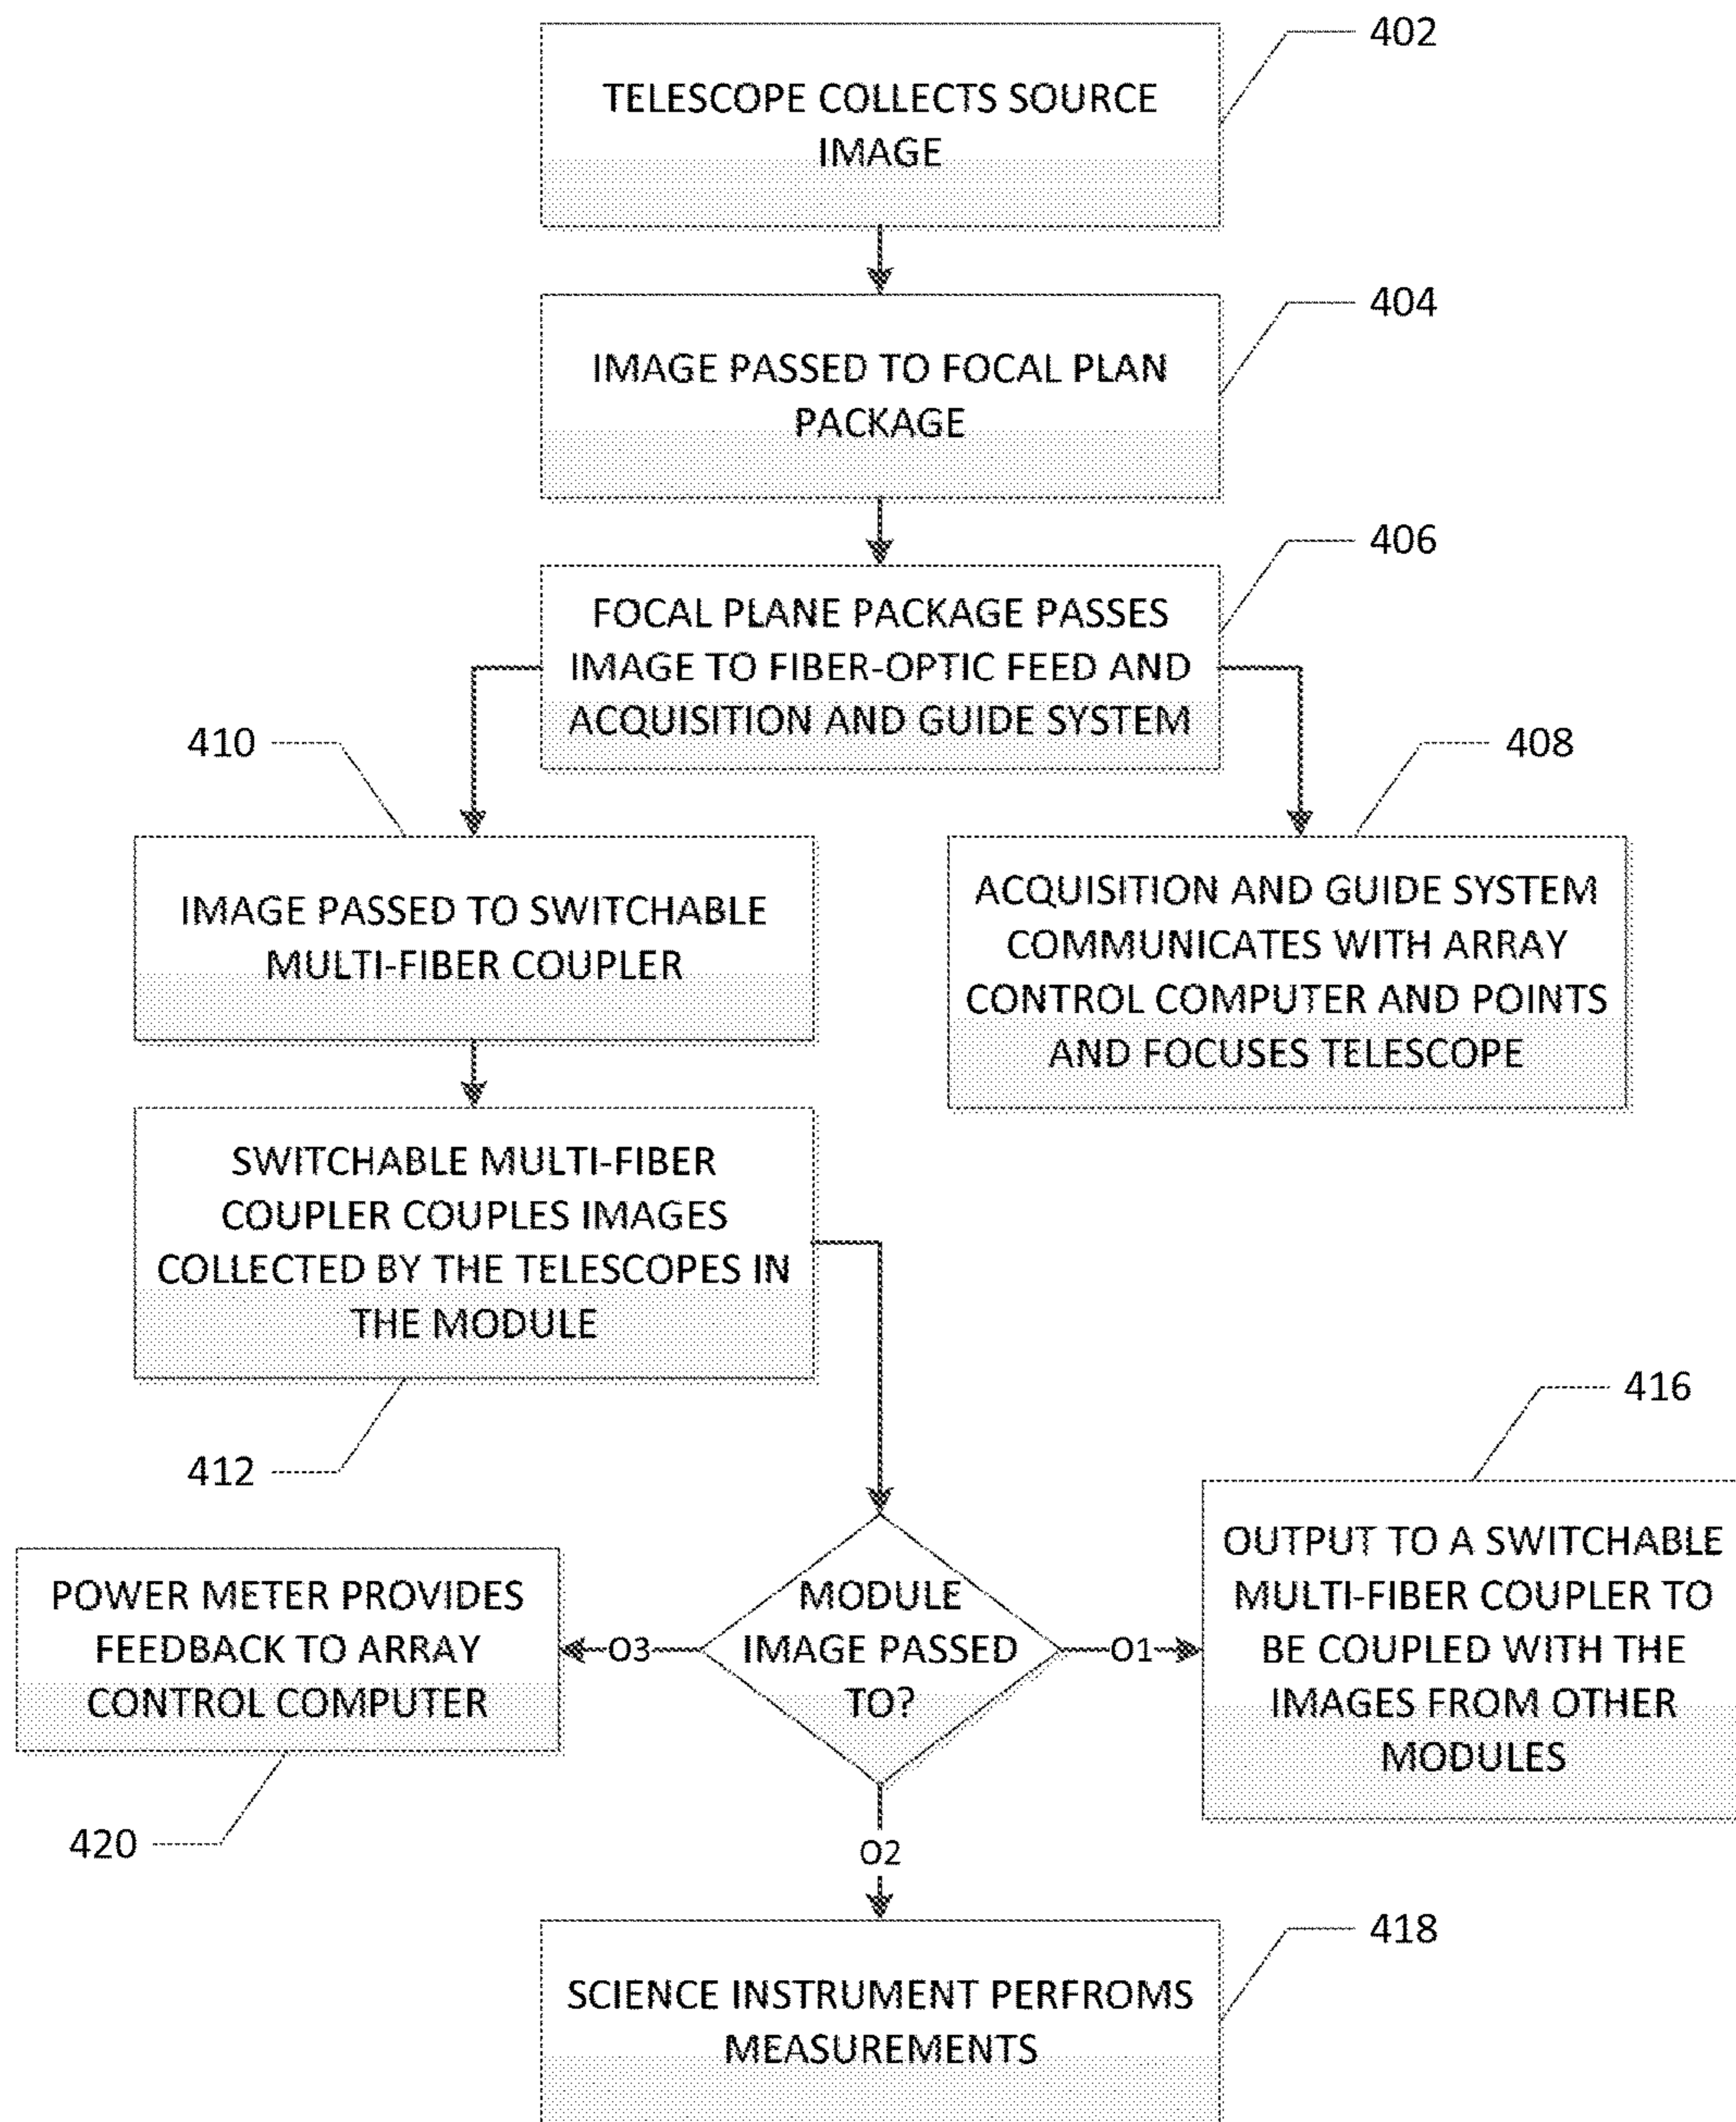 402
TELESCOPE COLLECTS SOURCE
IMAGE
404
IMAGE PASSED TO FOCAL PLAN
PACKAGE
406
FOCAL PLANE PACKAGE PASSES
IMAGE TO FIBER-OPTIC FEED AND
ACQUISITION AND GUIDE SYSTEM
410
408
IMAGE PASSED TO SWITCHABLE
MULTI-FIBER COUPLER
ACQUISITION AND GUIDE SYSTEM
COMMUNICATES WITH ARRAY
CONTROL COMPUTER AND POINTS
AND FOCUSES TELESCOPE
SWITCHABLE MULTI-FIBER
COUPLER COUPLES IMAGES
COLLECTED BY THE TELESCOPES IN
THE MODULE
412
416
POWER METER PROVIDES
FEEDBACK TO ARRAY
CONTROL COMPUTER
O3
MODULE
IMAGE PASSED
TO?
O1
OUTPUT TO A SWITCHABLE
MULTI-FIBER COUPLER TO
BE COUPLED WITH THE
IMAGES FROM OTHER
MODULES
420
O2
418
SCIENCE INSTRUMENT PERFROMS
MEASUREMENTS